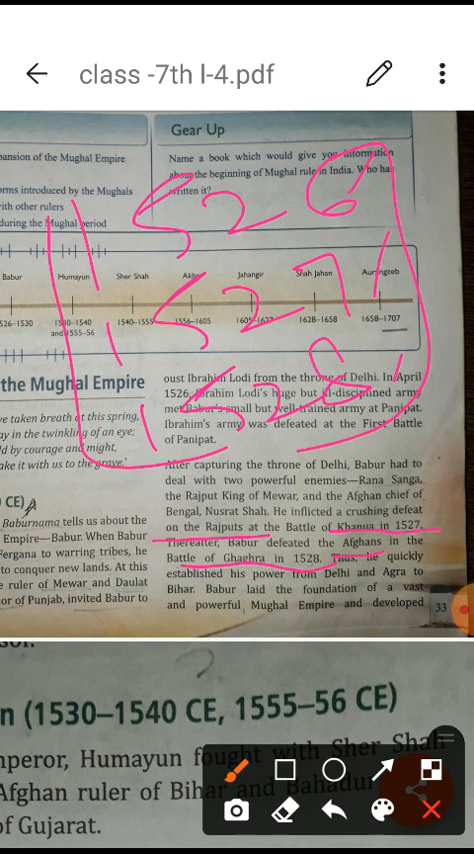 class -7th l-4.pdf
Gear Up
pansion of the Mughal Empire
Name a book which would give you information
about the beginning of Mughal rule in India. Who has
written it?
orms introduced by the Mughals
with other rulers
during the Mughal period
1526
Babur Humayun Sher Shah Akbar Jahangir Shah Jahan Aurangzeb
526–1530 1530–1540 1540–1555 1556–1605 1605–1627 1628–1658 1658–1707
and 1555–56
1527
1528
the Mughal Empire
ve taken breath at this spring,
ay in the twinkling of an eye;
ld by courage and might,
ake it with us to the grave.'
CE)
Baburnama tells us about the
Empire—Babur. When Babur
Fergana to warring tribes, he
to conquer new lands. At this
e ruler of Mewar and Daulat
or of Punjab, invited Babur to
oust Ibrahim Lodi from the throne of Delhi. In April
1526, Ibrahim Lodi's huge but ill-disciplined army
met Babur's small but well-trained army at Panipat.
Ibrahim's army was defeated at the First Battle
of Panipat.
After capturing the throne of Delhi, Babur had to
deal with two powerful enemies—Rana Sanga,
the Rajput King of Mewar, and the Afghan chief of
Bengal, Nusrat Shah. He inflicted a crushing defeat
on the Rajputs at the Battle of Khanua in 1527.
Thereafter, Babur defeated the Afghans in the
Battle of Ghaghra in 1528. Thus, he quickly
established his power from Delhi and Agra to
Bihar. Babur laid the foundation of a vast
and powerful Mughal Empire and developed
33
n (1530–1540 CE, 1555–56 CE)
mperor, Humayun fought with Sher Shah
Afghan ruler of Bihar and Bahadur
of Gujarat.